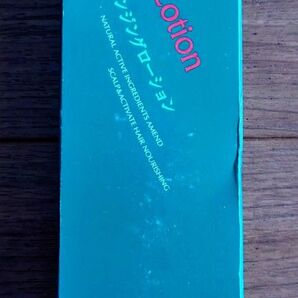 Lotion
ンジングローション
NATURAL ACTIVE INGREDIENTS AMEND
SCALP&ACTIVATE HAIR NOURISHING